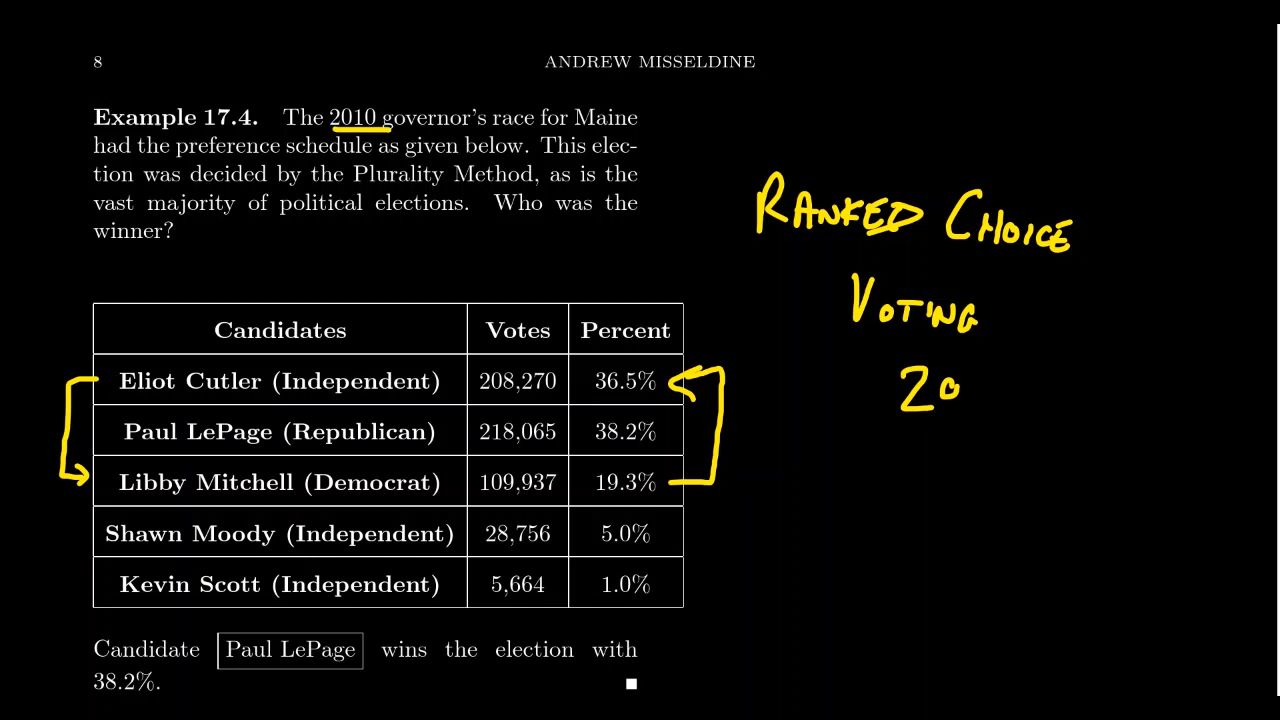 8
ANDREW MISSELDINE
Example 17.4. The 2010 governor's race for Maine
had the preference schedule as given below. This elec-
tion was decided by the Plurality Method, as is the
vast majority of political elections. Who was the
winner?
Candidates Votes Percent
Eliot Cutler (Independent) 208,270 36.5%
Paul LePage (Republican) 218,065 38.2%
Libby Mitchell (Democrat) 109,937 19.3%
Shawn Moody (Independent) 28,756 5.0%
Kevin Scott (Independent) 5,664 1.0%
Candidate Paul LePage wins the election with
38.2%.
RANKED CHOICE
VOTING
20